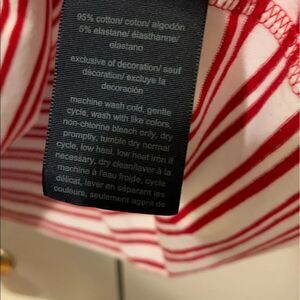 95% cotton/ coton/ algodón
5% elastane/ élasthanne/
elastano
exclusive of decoration/ sauf
décoration/ excluye la
decoración
machine wash cold, gentle
cycle, wash with like colors,
non-chlorine bleach only, dry
promptly, tumble dry normal
cycle, low heat, low heat iron if
necessary, dry clean/laver à la
machine à l'eau froide, cycle
délicat, laver en séparant les
couleurs, seulement agent de